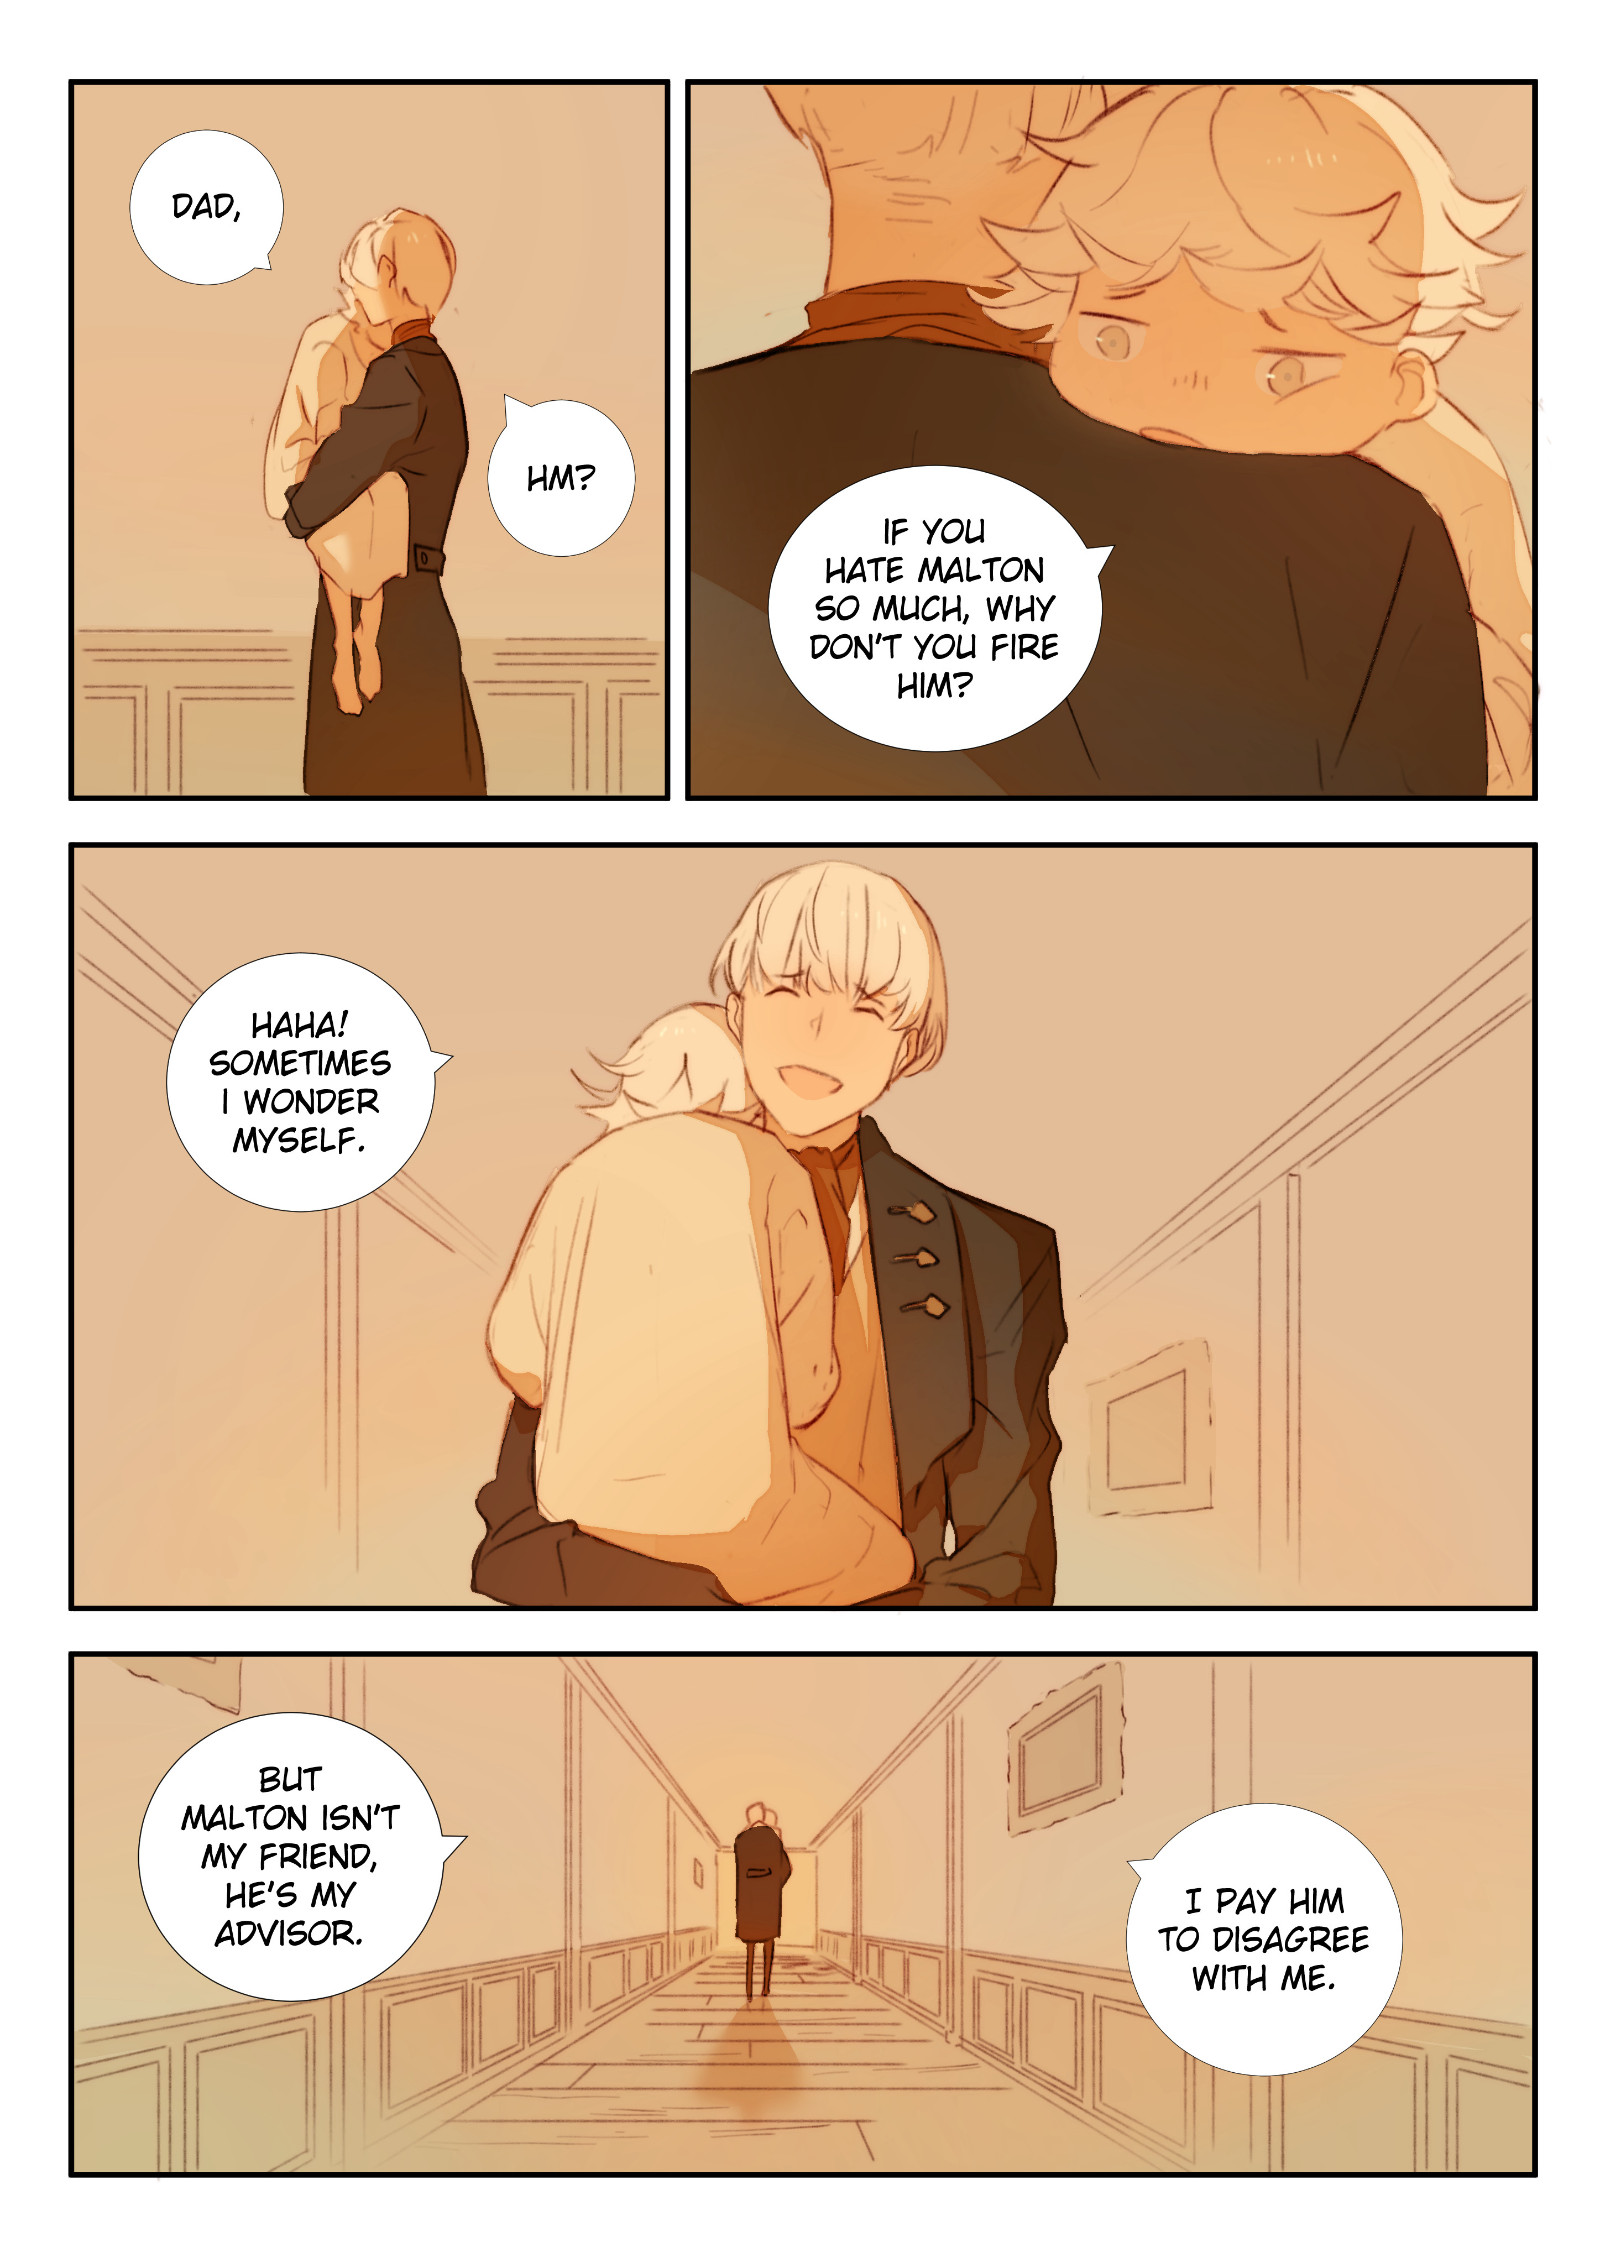 DAD,
HM?
IF YOU
HATE MALTON
SO MUCH, WHY
DON'T YOU FIRE
HIM?
HAHA!
SOMETIMES
I WONDER
MYSELF.
BUT
MALTON ISN'T
MY FRIEND,
HE'S MY
ADVISOR.
I PAY HIM
TO DISAGREE
WITH ME.